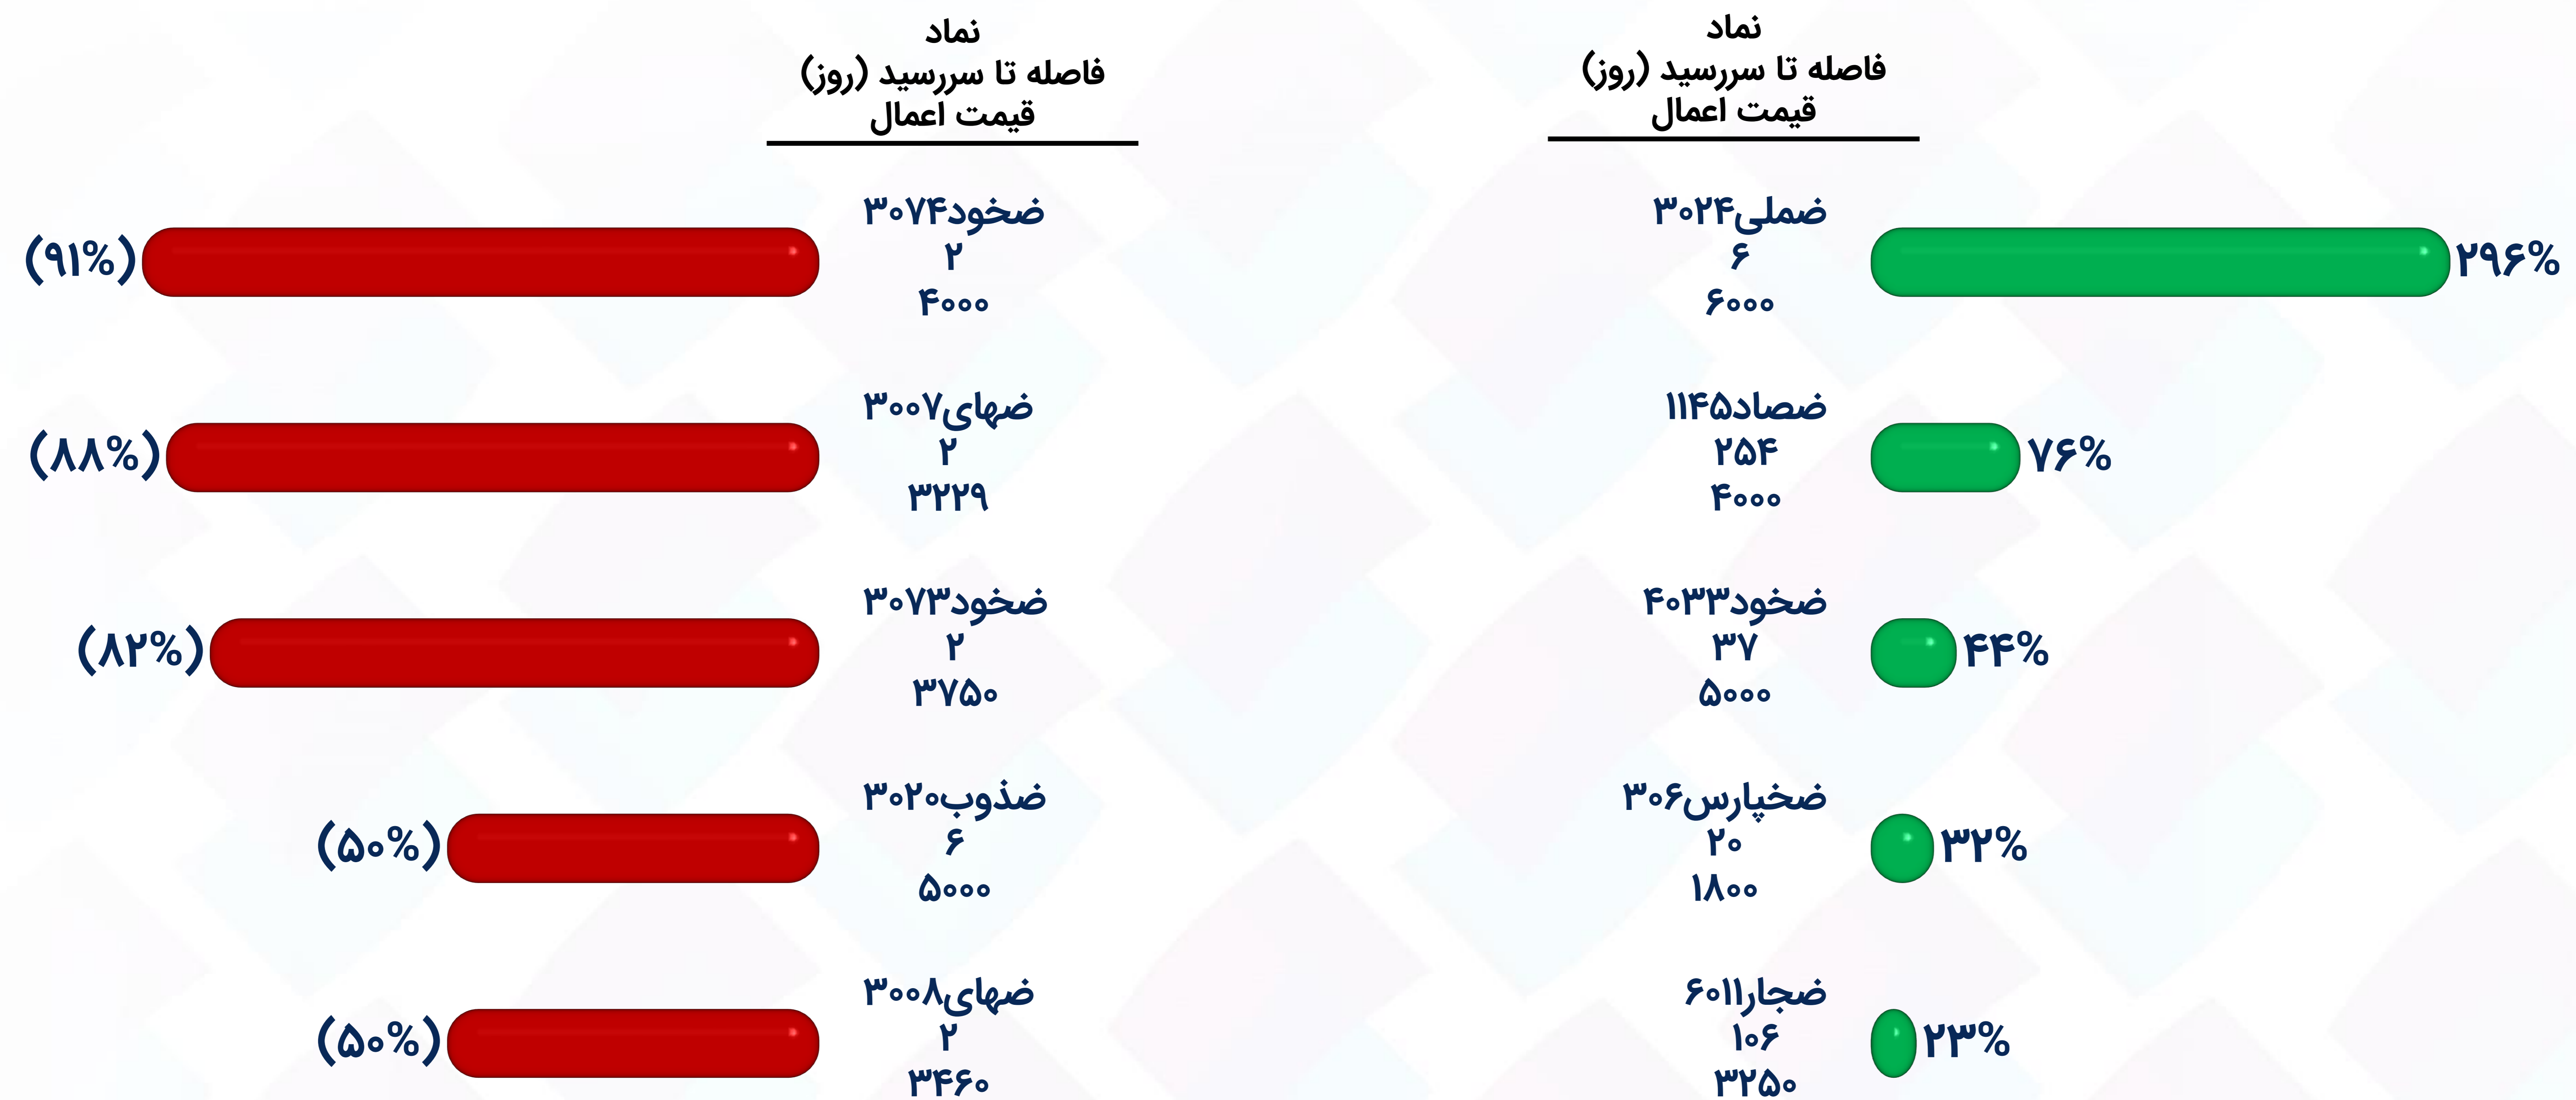 نماد
فاصله تا سررسید (روز)
قیمت اعمال
ضملی۳۰۲۴
۶
۶۰۰۰
۲۹۶%
ضصاد۱۱۴۵
۲۵۴
۴۰۰۰
۷۶%
ضخود۴۰۳۳
۳۷
۵۰۰۰
۴۴%
ضخپارس۳۰۶
۲۰
۱۸۰۰
۳۲%
ضجار۶۰۱۱
۱۰۶
۳۲۵۰
۲۳%
نماد
فاصله تا سررسید (روز)
قیمت اعمال
ضخود۳۰۷۴
۲
۴۰۰۰
(۹۱%)
ضهای۳۰۰۷
۲
۳۲۲۹
(۸۸%)
ضخود۳۰۷۳
۲
۳۷۵۰
(۸۲%)
ضذوب۳۰۲۰
۶
۵۰۰۰
(۵۰%)
ضهای۳۰۰۸
۲
۳۴۶۰
(۵۰%)